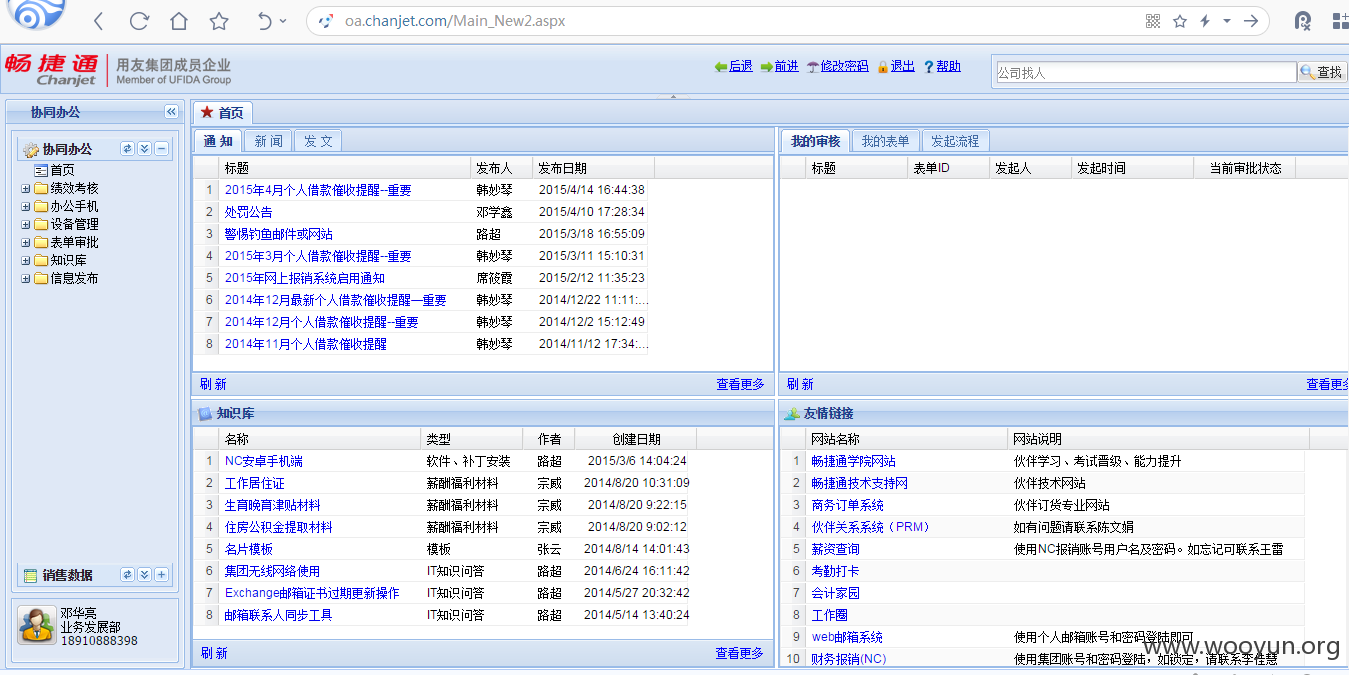 oa.chanjet.com/Main_New2.aspx
畅捷通 Chanjet
用友集团成员企业
Member of UFIDA Group
后退 前进 修改密码 退出 帮助
公司找人 查找
协同办公
协同办公
首页
绩效考核
办公手机
设备管理
表单审批
知识库
信息发布
销售数据
邓华亮
业务发展部
18910888398
首页
通 知 新 闻 发 文
标题 发布人 发布日期
1 2015年4月个人借款催收提醒--重要 韩妙琴 2015/4/14 16:44:38
2 处罚公告 邓学鑫 2015/4/10 17:28:34
3 警惕钓鱼邮件或网站 路超 2015/3/18 16:55:09
4 2015年3月个人借款催收提醒--重要 韩妙琴 2015/3/11 15:10:31
5 2015年网上报销系统启用通知 席筱霞 2015/2/12 11:35:23
6 2014年12月最新个人借款催收提醒—重要 韩妙琴 2014/12/22 11:11:...
7 2014年12月个人借款催收提醒--重要 韩妙琴 2014/12/2 15:12:49
8 2014年11月个人借款催收提醒 韩妙琴 2014/11/12 17:34:...
刷 新 查看更多
我的审核 我的表单 发起流程
标题 表单ID 发起人 发起时间 当前审批状态
刷 新 查看更多
知识库
名称 类型 作者 创建日期
1 NC安卓手机端 软件、补丁安装 路超 2015/3/6 14:04:24
2 工作居住证 薪酬福利材料 宗威 2014/8/20 10:31:09
3 生育晚育津贴材料 薪酬福利材料 宗威 2014/8/20 9:22:15
4 住房公积金提取材料 薪酬福利材料 宗威 2014/8/20 9:02:12
5 名片模板 模板 张云 2014/8/14 14:01:43
6 集团无线网络使用 IT知识问答 路超 2014/6/24 16:11:42
7 Exchange邮箱证书过期更新操作 IT知识问答 路超 2014/5/27 20:32:42
8 邮箱联系人同步工具 IT知识问答 路超 2014/5/14 13:40:24
刷 新 查看更多
友情链接
网站名称 网站说明
1 畅捷通学院网站 伙伴学习、考试晋级、能力提升
2 畅捷通技术支持网 伙伴技术网站
3 商务订单系统 伙伴订货专业网站
4 伙伴关系系统（PRM） 如有问题请联系陈文娟
5 薪资查询 使用NC报销账号用户名及密码。如忘记可联系王雷
6 考勤打卡
7 会计家园
8 工作圈
9 web邮箱系统 使用个人邮箱账号和密码登陆即可
10 财务报销(NC) 使用集团账号和密码登陆，如锁定，请联系李佳慧
www.wooyun.org